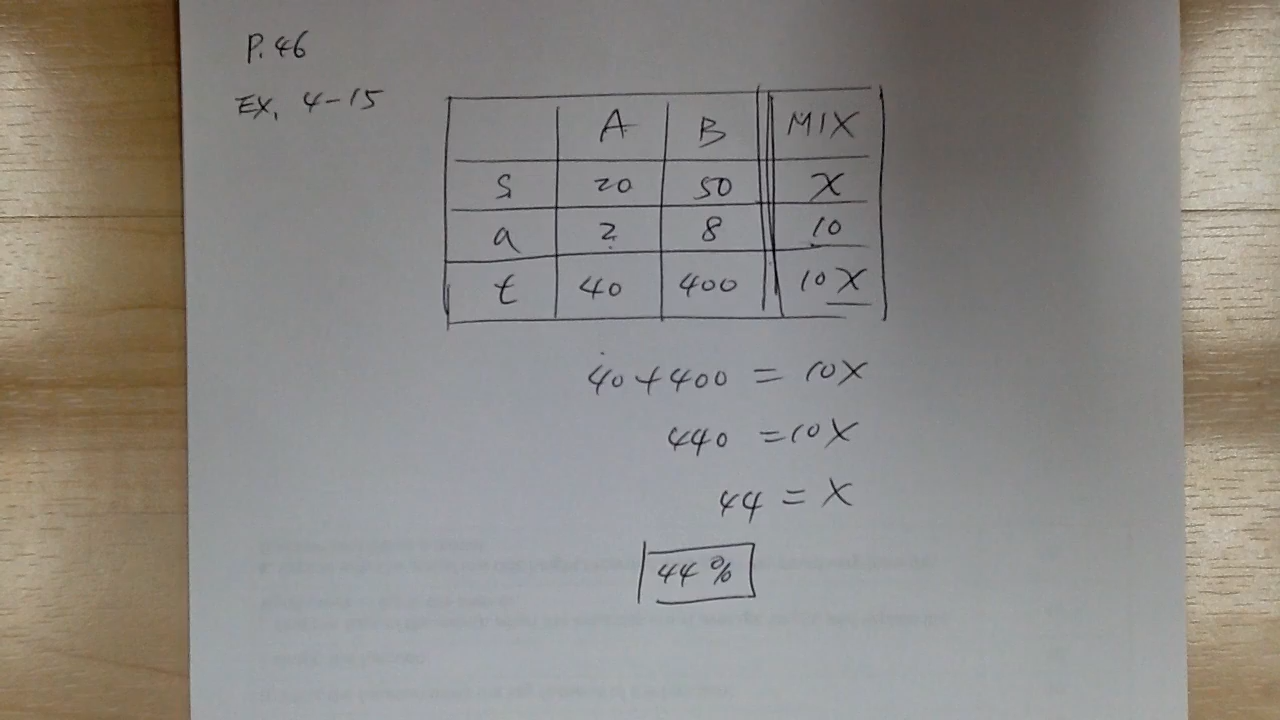 P. 46
EX. 4-15
A B MIX
S 20 50 X
a 2 8 10
t 40 400 10X
40+400 = 10X
440 =10X
44 = X
44%